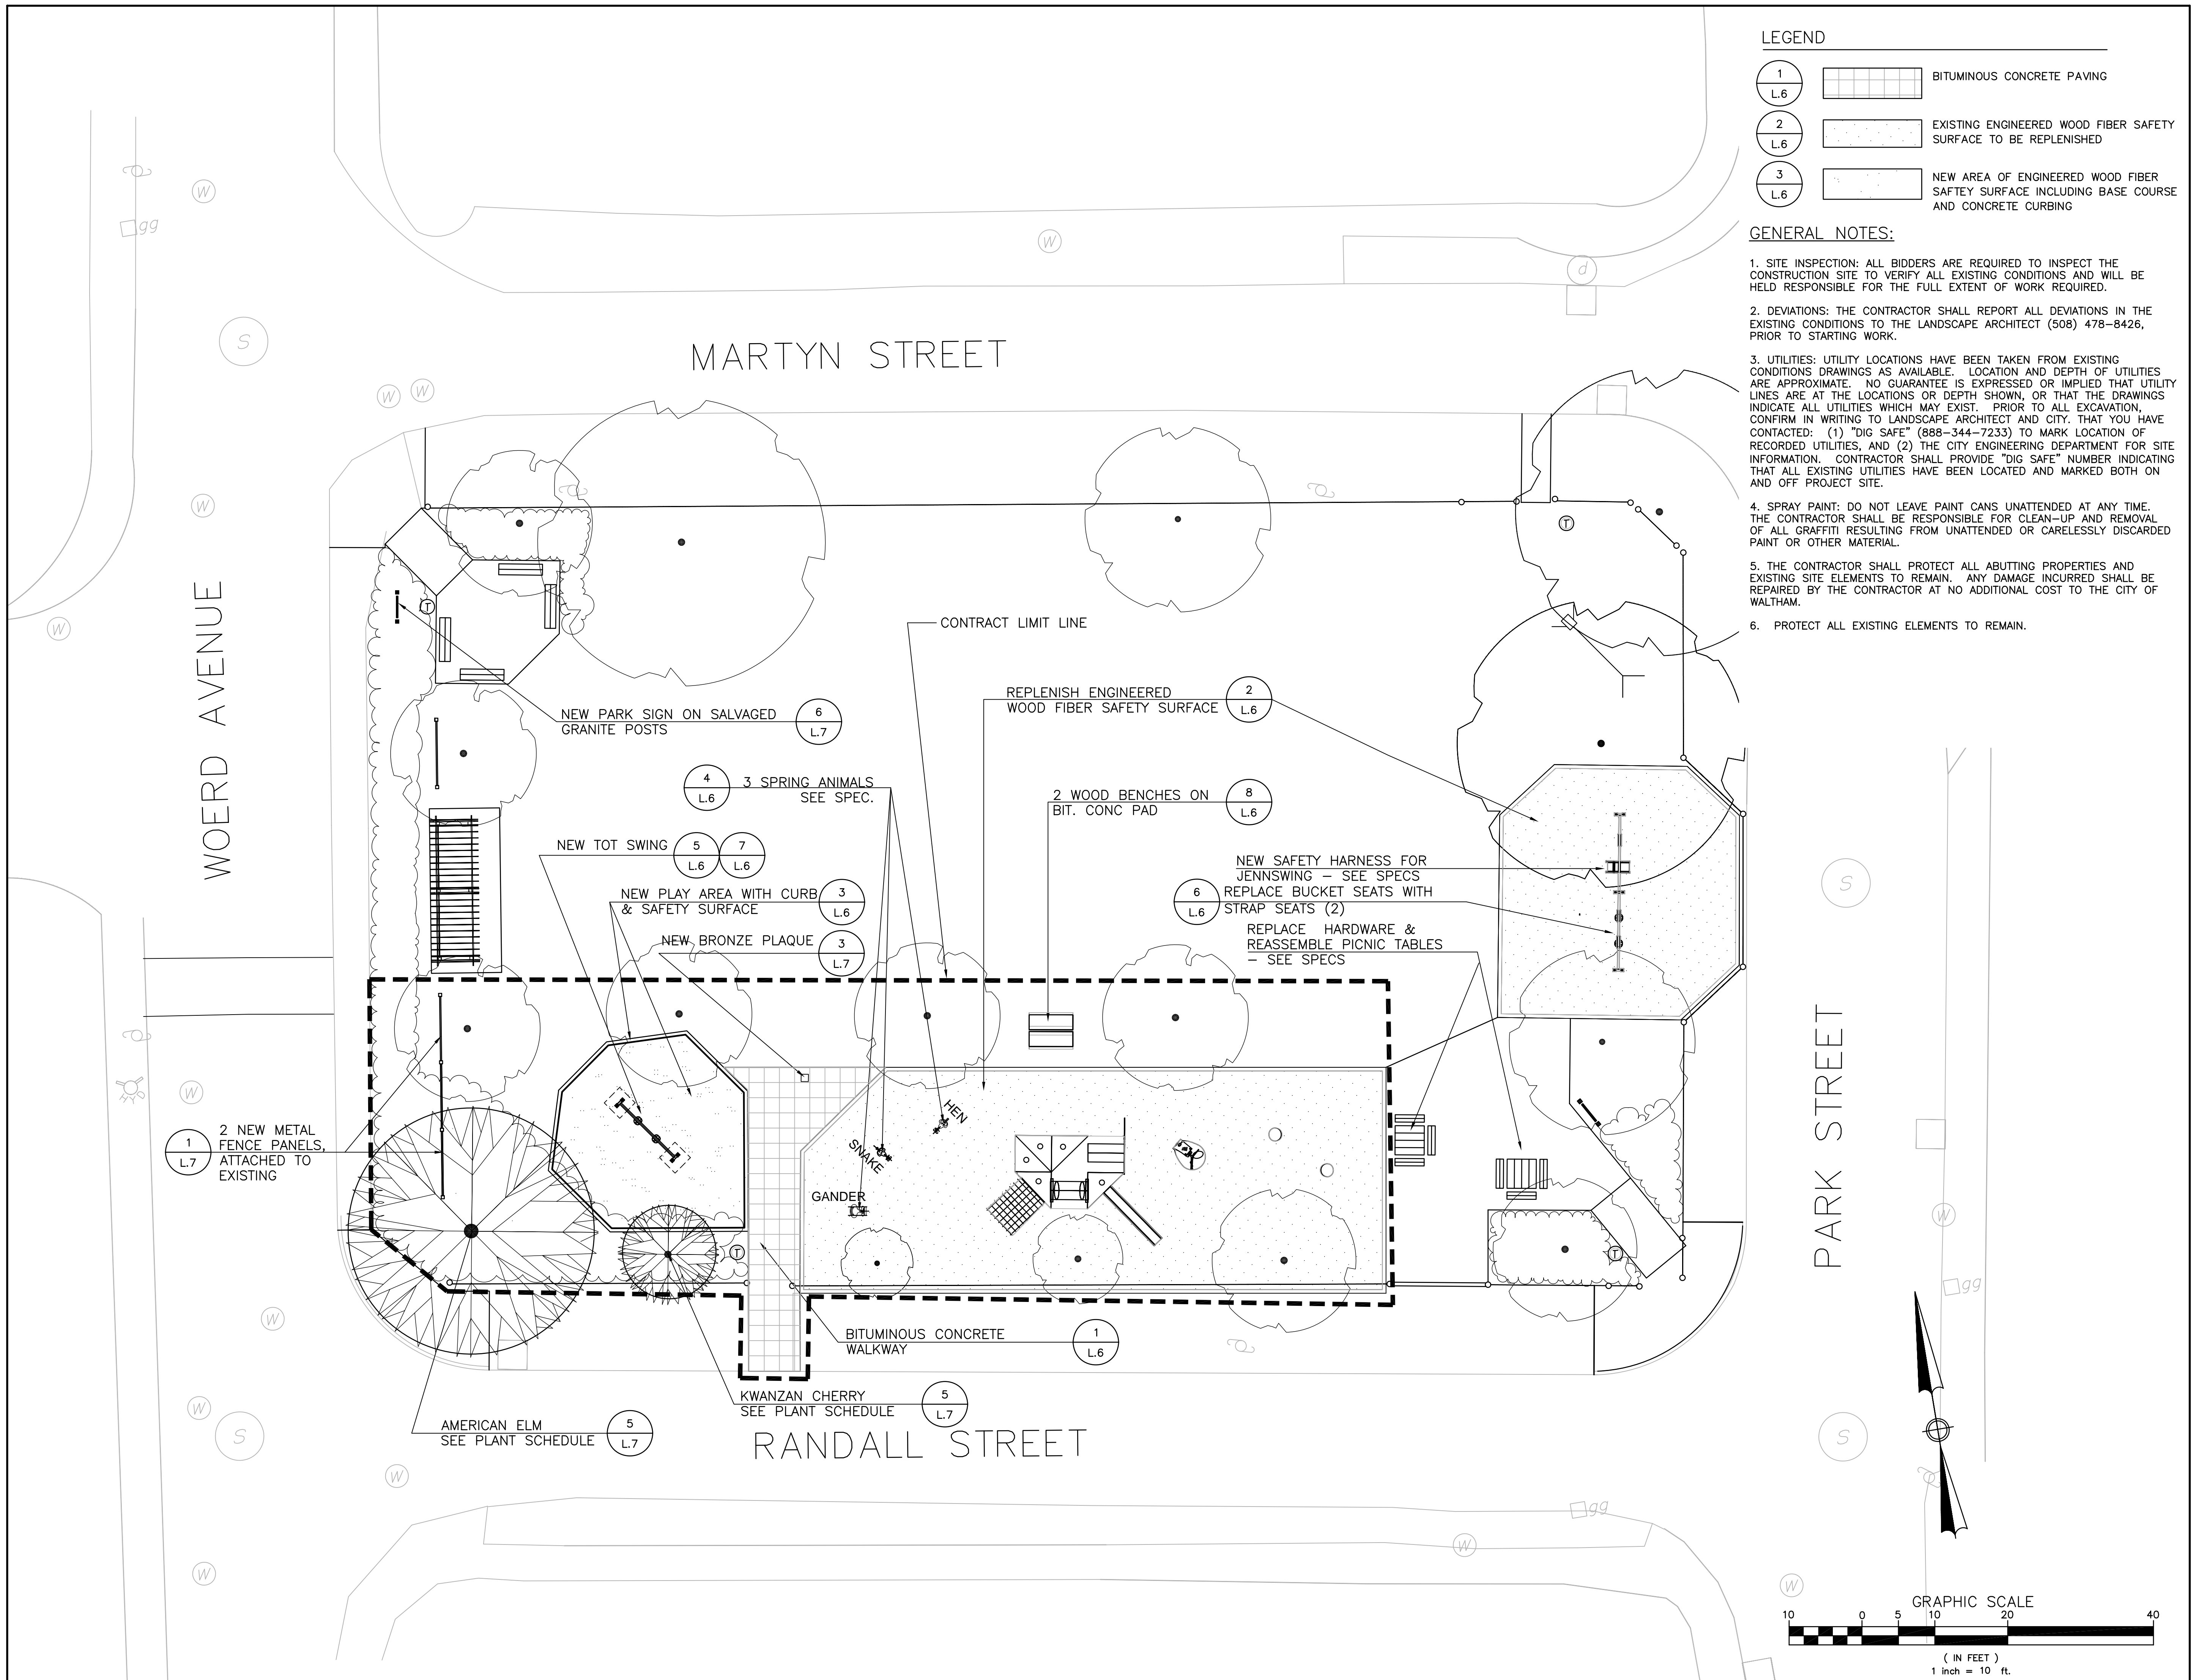 LEGEND
1
L.6
BITUMINOUS CONCRETE PAVING
2
L.6
EXISTING ENGINEERED WOOD FIBER SAFETY
SURFACE TO BE REPLENISHED
3
L.6
NEW AREA OF ENGINEERED WOOD FIBER
SAFTEY SURFACE INCLUDING BASE COURSE
AND CONCRETE CURBING
GENERAL NOTES:
1. SITE INSPECTION: ALL BIDDERS ARE REQUIRED TO INSPECT THE
CONSTRUCTION SITE TO VERIFY ALL EXISTING CONDITIONS AND WILL BE
HELD RESPONSIBLE FOR THE FULL EXTENT OF WORK REQUIRED.
2. DEVIATIONS: THE CONTRACTOR SHALL REPORT ALL DEVIATIONS IN THE
EXISTING CONDITIONS TO THE LANDSCAPE ARCHITECT (508) 478-8426,
PRIOR TO STARTING WORK.
3. UTILITIES: UTILITY LOCATIONS HAVE BEEN TAKEN FROM EXISTING
CONDITIONS DRAWINGS AS AVAILABLE. LOCATION AND DEPTH OF UTILITIES
ARE APPROXIMATE. NO GUARANTEE IS EXPRESSED OR IMPLIED THAT UTILITY
LINES ARE AT THE LOCATIONS OR DEPTH SHOWN, OR THAT THE DRAWINGS
INDICATE ALL UTILITIES WHICH MAY EXIST. PRIOR TO ALL EXCAVATION,
CONFIRM IN WRITING TO LANDSCAPE ARCHITECT AND CITY. THAT YOU HAVE
CONTACTED: (1) "DIG SAFE" (888-344-7233) TO MARK LOCATION OF
RECORDED UTILITIES, AND (2) THE CITY ENGINEERING DEPARTMENT FOR SITE
INFORMATION. CONTRACTOR SHALL PROVIDE "DIG SAFE" NUMBER INDICATING
THAT ALL EXISTING UTILITIES HAVE BEEN LOCATED AND MARKED BOTH ON
AND OFF PROJECT SITE.
4. SPRAY PAINT: DO NOT LEAVE PAINT CANS UNATTENDED AT ANY TIME.
THE CONTRACTOR SHALL BE RESPONSIBLE FOR CLEAN-UP AND REMOVAL
OF ALL GRAFFITI RESULTING FROM UNATTENDED OR CARELESSLY DISCARDED
PAINT OR OTHER MATERIAL.
5. THE CONTRACTOR SHALL PROTECT ALL ABUTTING PROPERTIES AND
EXISTING SITE ELEMENTS TO REMAIN. ANY DAMAGE INCURRED SHALL BE
REPAIRED BY THE CONTRACTOR AT NO ADDITIONAL COST TO THE CITY OF
WALTHAM.
6. PROTECT ALL EXISTING ELEMENTS TO REMAIN.
W
gg
W
d
S
MARTYN STREET
W W
W
T
T
W
WOERD AVENUE
CONTRACT LIMIT LINE
NEW PARK SIGN ON SALVAGED
GRANITE POSTS
6
L.7
REPLENISH ENGINEERED
WOOD FIBER SAFETY SURFACE
2
L.6
4
L.6
3 SPRING ANIMALS
SEE SPEC.
2 WOOD BENCHES ON
BIT. CONC PAD
8
L.6
NEW TOT SWING
5
L.6
7
L.6
NEW SAFETY HARNESS FOR
JENNSWING – SEE SPECS
S
NEW PLAY AREA WITH CURB
& SAFETY SURFACE
3
L.6
6
L.6
REPLACE BUCKET SEATS WITH
STRAP SEATS (2)
NEW BRONZE PLAQUE
3
L.7
REPLACE HARDWARE &
REASSEMBLE PICNIC TABLES
– SEE SPECS
PARK STREET
W
HEN
SNAKE
GANDER
1
L.7
2 NEW METAL
FENCE PANELS,
ATTACHED TO
EXISTING
T
T
W
gg
W
BITUMINOUS CONCRETE
WALKWAY
1
L.6
KWANZAN CHERRY
SEE PLANT SCHEDULE
5
L.7
AMERICAN ELM
SEE PLANT SCHEDULE
5
L.7
W
S
S
RANDALL STREET
W
gg
W
W
W
GRAPHIC SCALE
10 0 5 10 20 40
( IN FEET )
1 inch = 10 ft.